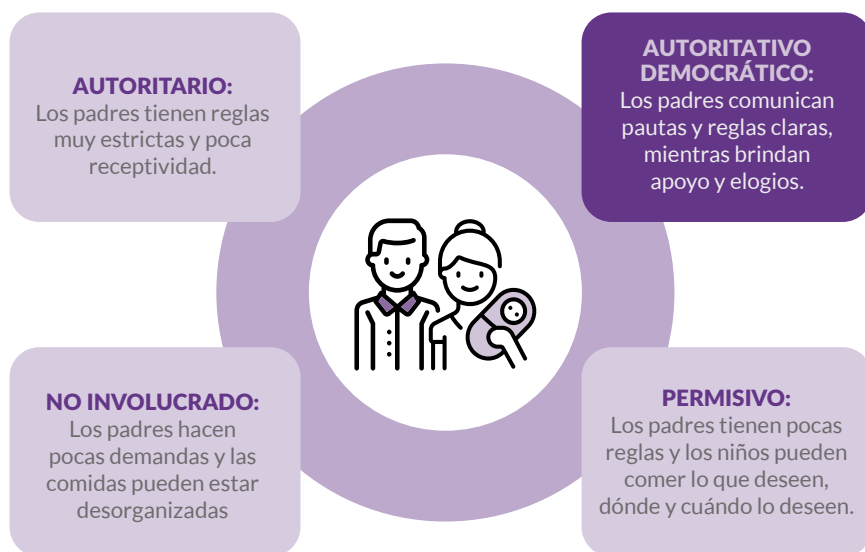 AUTORITARIO:
Los padres tienen reglas
muy estrictas y poca
receptividad.
AUTORITATIVO
DEMOCRÁTICO:
Los padres comunican
pautas y reglas claras,
mientras brindan
apoyo y elogios.
NO INVOLUCRADO:
Los padres hacen
pocas demandas y las
comidas pueden estar
desorganizadas
PERMISIVO:
Los padres tienen pocas
reglas y los niños pueden
comer lo que deseen,
dónde y cuándo lo deseen.